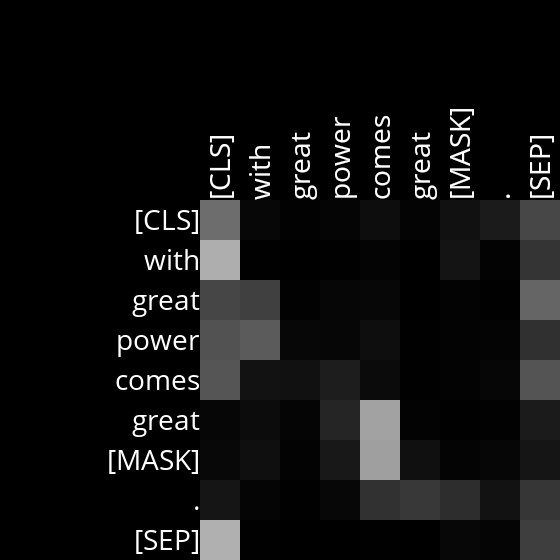 [CLS] with great power comes great [MASK] . [SEP]
[CLS]
with
great
power
comes
great
[MASK]
.
[SEP]